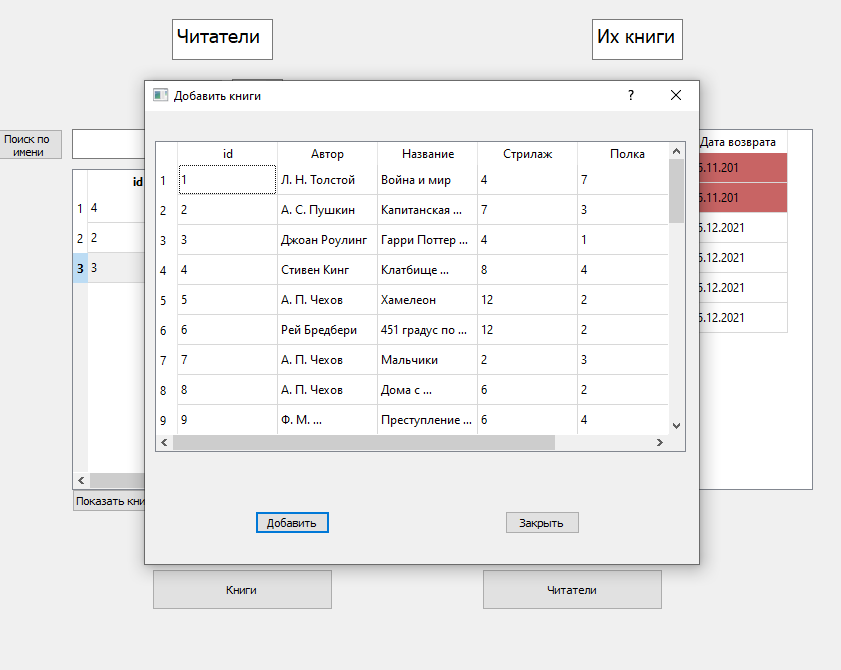 Читатели
Их книги
Добавить книги
?
Поиск по
имени
id
1 4
2 2
3 3
Показать кни
id Автор Название Стрилаж Полка
1 1 Л. Н. Толстой Война и мир 4 7
2 2 А. С. Пушкин Капитанская ... 7 3
3 3 Джоан Роулинг Гарри Поттер ... 4 1
4 4 Стивен Кинг Клатбище ... 8 4
5 5 А. П. Чехов Хамелеон 12 2
6 6 Рей Бредбери 451 градус по ... 12 2
7 7 А. П. Чехов Мальчики 2 3
8 8 А. П. Чехов Дома с ... 6 2
9 9 Ф. М. ... Преступление ... 6 4
Добавить
Закрыть
Дата возврата
5.11.201
5.11.201
5.12.2021
5.12.2021
5.12.2021
5.12.2021
Книги
Читатели